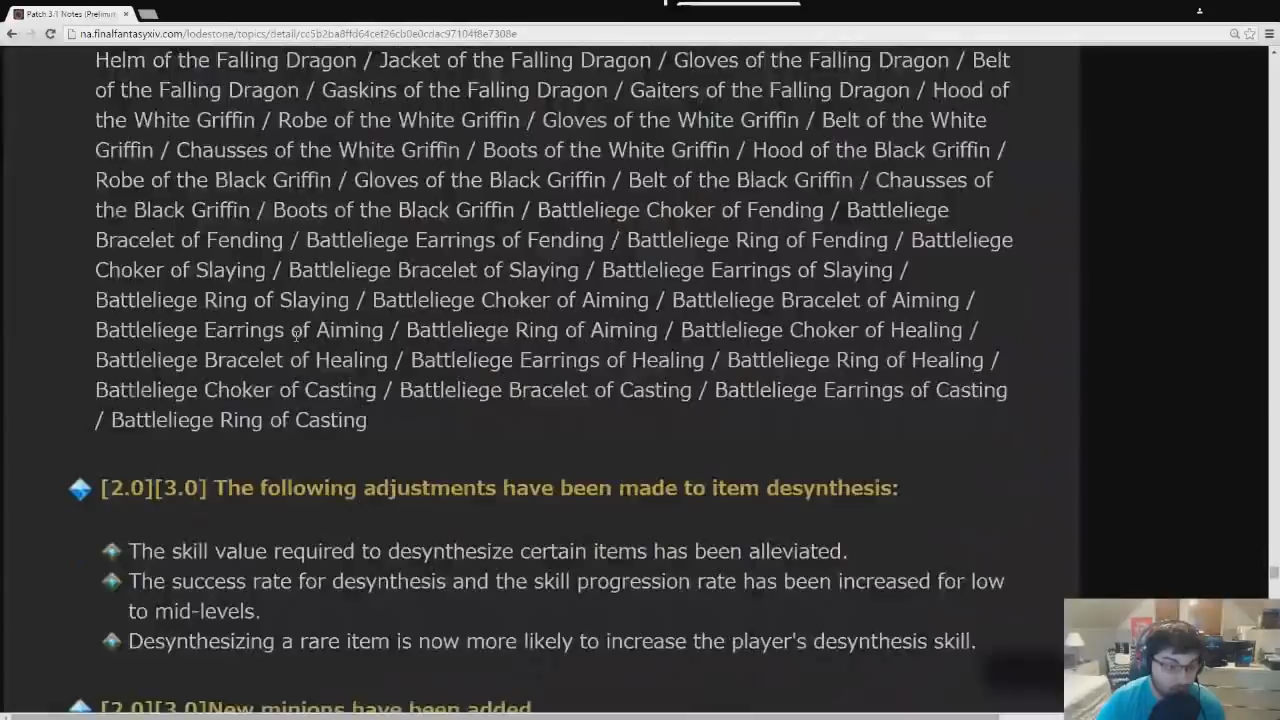 Patch 3.1 Notes (Prelimin
na.finalfantasyxiv.com/lodestone/topics/detail/cc5b2ba8ffd64cef26cb0e0cdac97104f8e7308e
Helm of the Falling Dragon / Jacket of the Falling Dragon / Gloves of the Falling Dragon / Belt
of the Falling Dragon / Gaskins of the Falling Dragon / Gaiters of the Falling Dragon / Hood of
the White Griffin / Robe of the White Griffin / Gloves of the White Griffin / Belt of the White
Griffin / Chausses of the White Griffin / Boots of the White Griffin / Hood of the Black Griffin /
Robe of the Black Griffin / Gloves of the Black Griffin / Belt of the Black Griffin / Chausses of
the Black Griffin / Boots of the Black Griffin / Battleliege Choker of Fending / Battleliege
Bracelet of Fending / Battleliege Earrings of Fending / Battleliege Ring of Fending / Battleliege
Choker of Slaying / Battleliege Bracelet of Slaying / Battleliege Earrings of Slaying /
Battleliege Ring of Slaying / Battleliege Choker of Aiming / Battleliege Bracelet of Aiming /
Battleliege Earrings of Aiming / Battleliege Ring of Aiming / Battleliege Choker of Healing /
Battleliege Bracelet of Healing / Battleliege Earrings of Healing / Battleliege Ring of Healing /
Battleliege Choker of Casting / Battleliege Bracelet of Casting / Battleliege Earrings of Casting
/ Battleliege Ring of Casting
[2.0][3.0] The following adjustments have been made to item desynthesis:
The skill value required to desynthesize certain items has been alleviated.
The success rate for desynthesis and the skill progression rate has been increased for low
to mid-levels.
Desynthesizing a rare item is now more likely to increase the player's desynthesis skill.
[2.0][3.0]New minions have been added